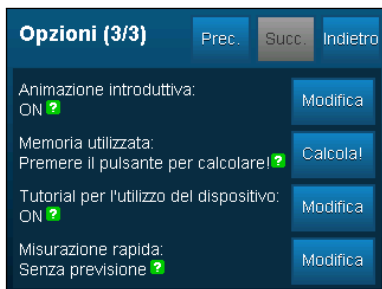 Opzioni (3/3) Prec. Succ. Indietro
Animazione introduttiva:
ON ? Modifica
Memoria utilizzata:
Premere il pulsante per calcolare! ? Calcola!
Tutorial per l'utilizzo del dispositivo:
ON ? Modifica
Misurazione rapida:
Senza previsione ? Modifica